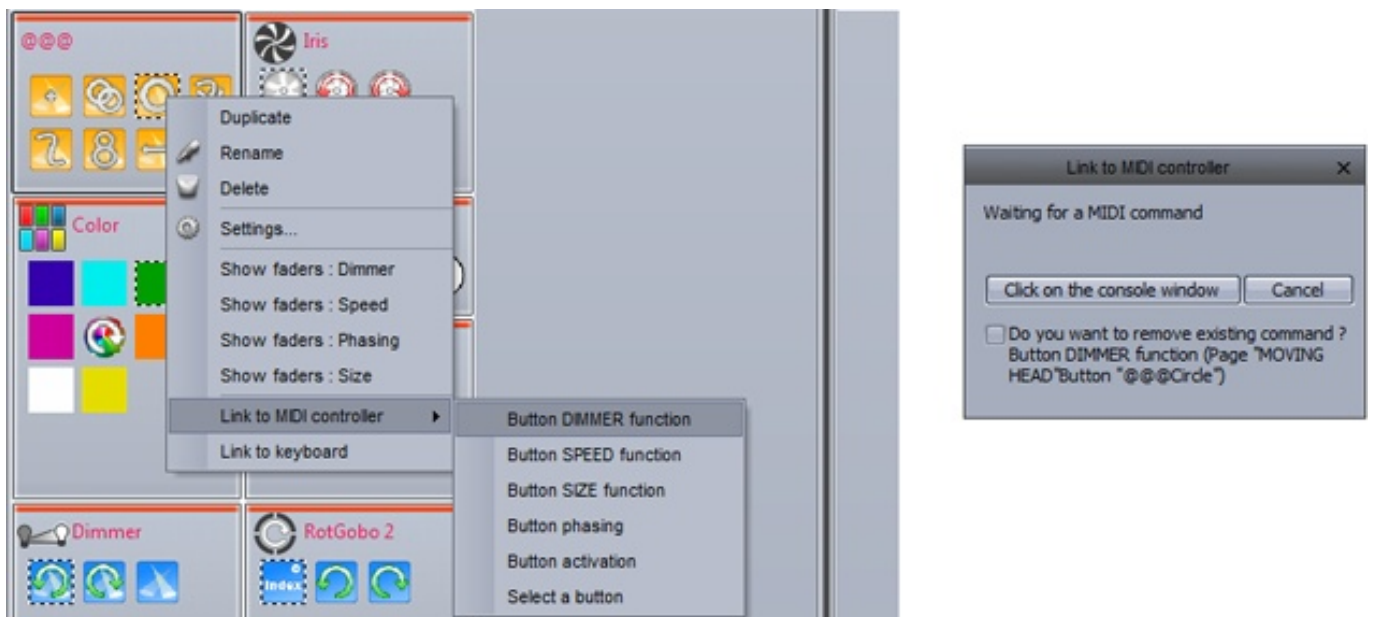 @@@
Iris
Duplicate
Rename
Delete
Settings...
Show faders : Dimmer
Show faders : Speed
Show faders : Phasing
Show faders : Size
Link to MIDI controller
Link to keyboard
Button DIMMER function
Button SPEED function
Button SIZE function
Button phasing
Button activation
Select a button
Color
Dimmer
RotGobo 2
Index
Link to MIDI controller
Waiting for a MIDI command
Click on the console window
Cancel
Do you want to remove existing command ?
Button DIMMER function (Page "MOVING
HEAD"Button "@@@Circle")